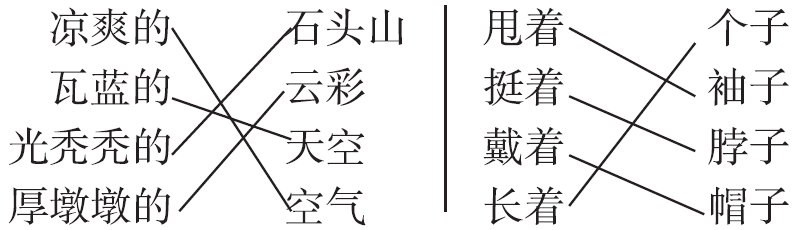 凉爽的 石头山 甩着 个子
瓦蓝的 云彩 挺着 袖子
光秃秃的 天空 戴着 脖子
厚墩墩的 空气 长着 帽子